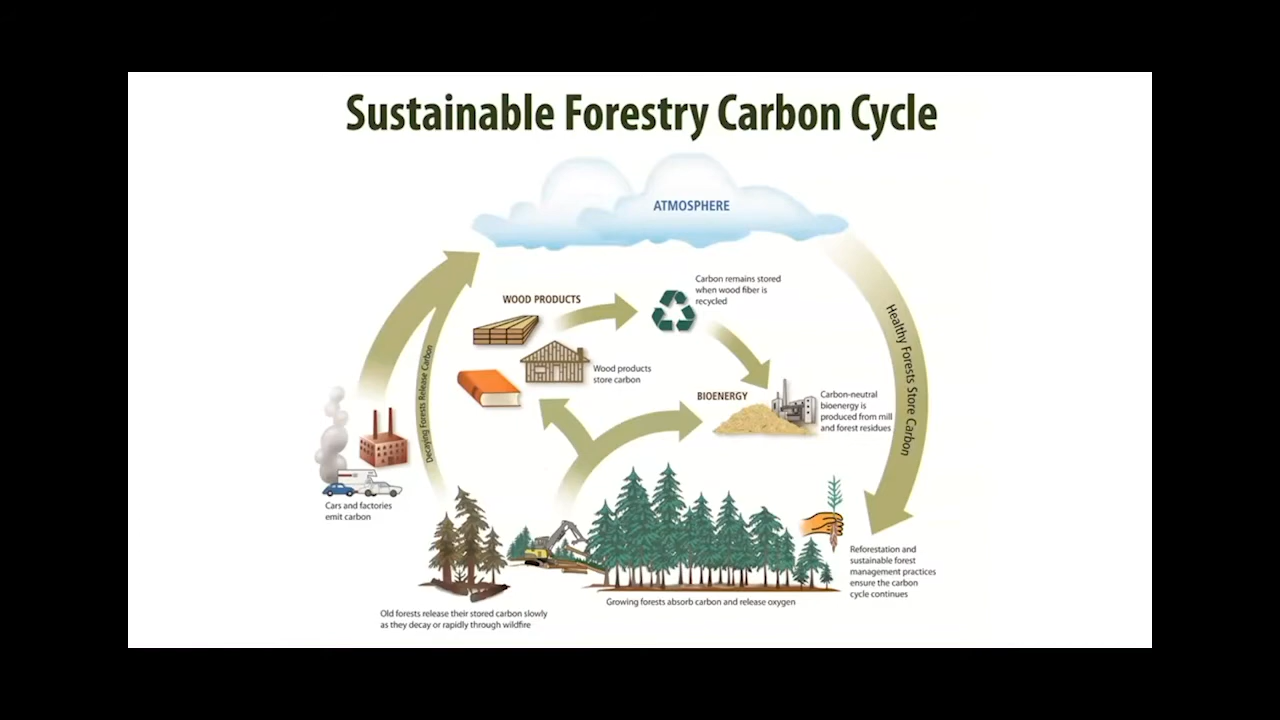 Sustainable Forestry Carbon Cycle
ATMOSPHERE
Carbon remains stored
when wood fiber is
recycled
WOOD PRODUCTS
Wood products
store carbon
BIOENERGY
Carbon-neutral
bioenergy is
produced from mill
and forest residues
Healthy Forests Store Carbon
Decaying Forests Release Carbon
Cars and factories
emit carbon
Reforestation and
sustainable forest
management practices
ensure the carbon
cycle continues
Growing forests absorb carbon and release oxygen
Old forests release their stored carbon slowly
as they decay or rapidly through wildfire